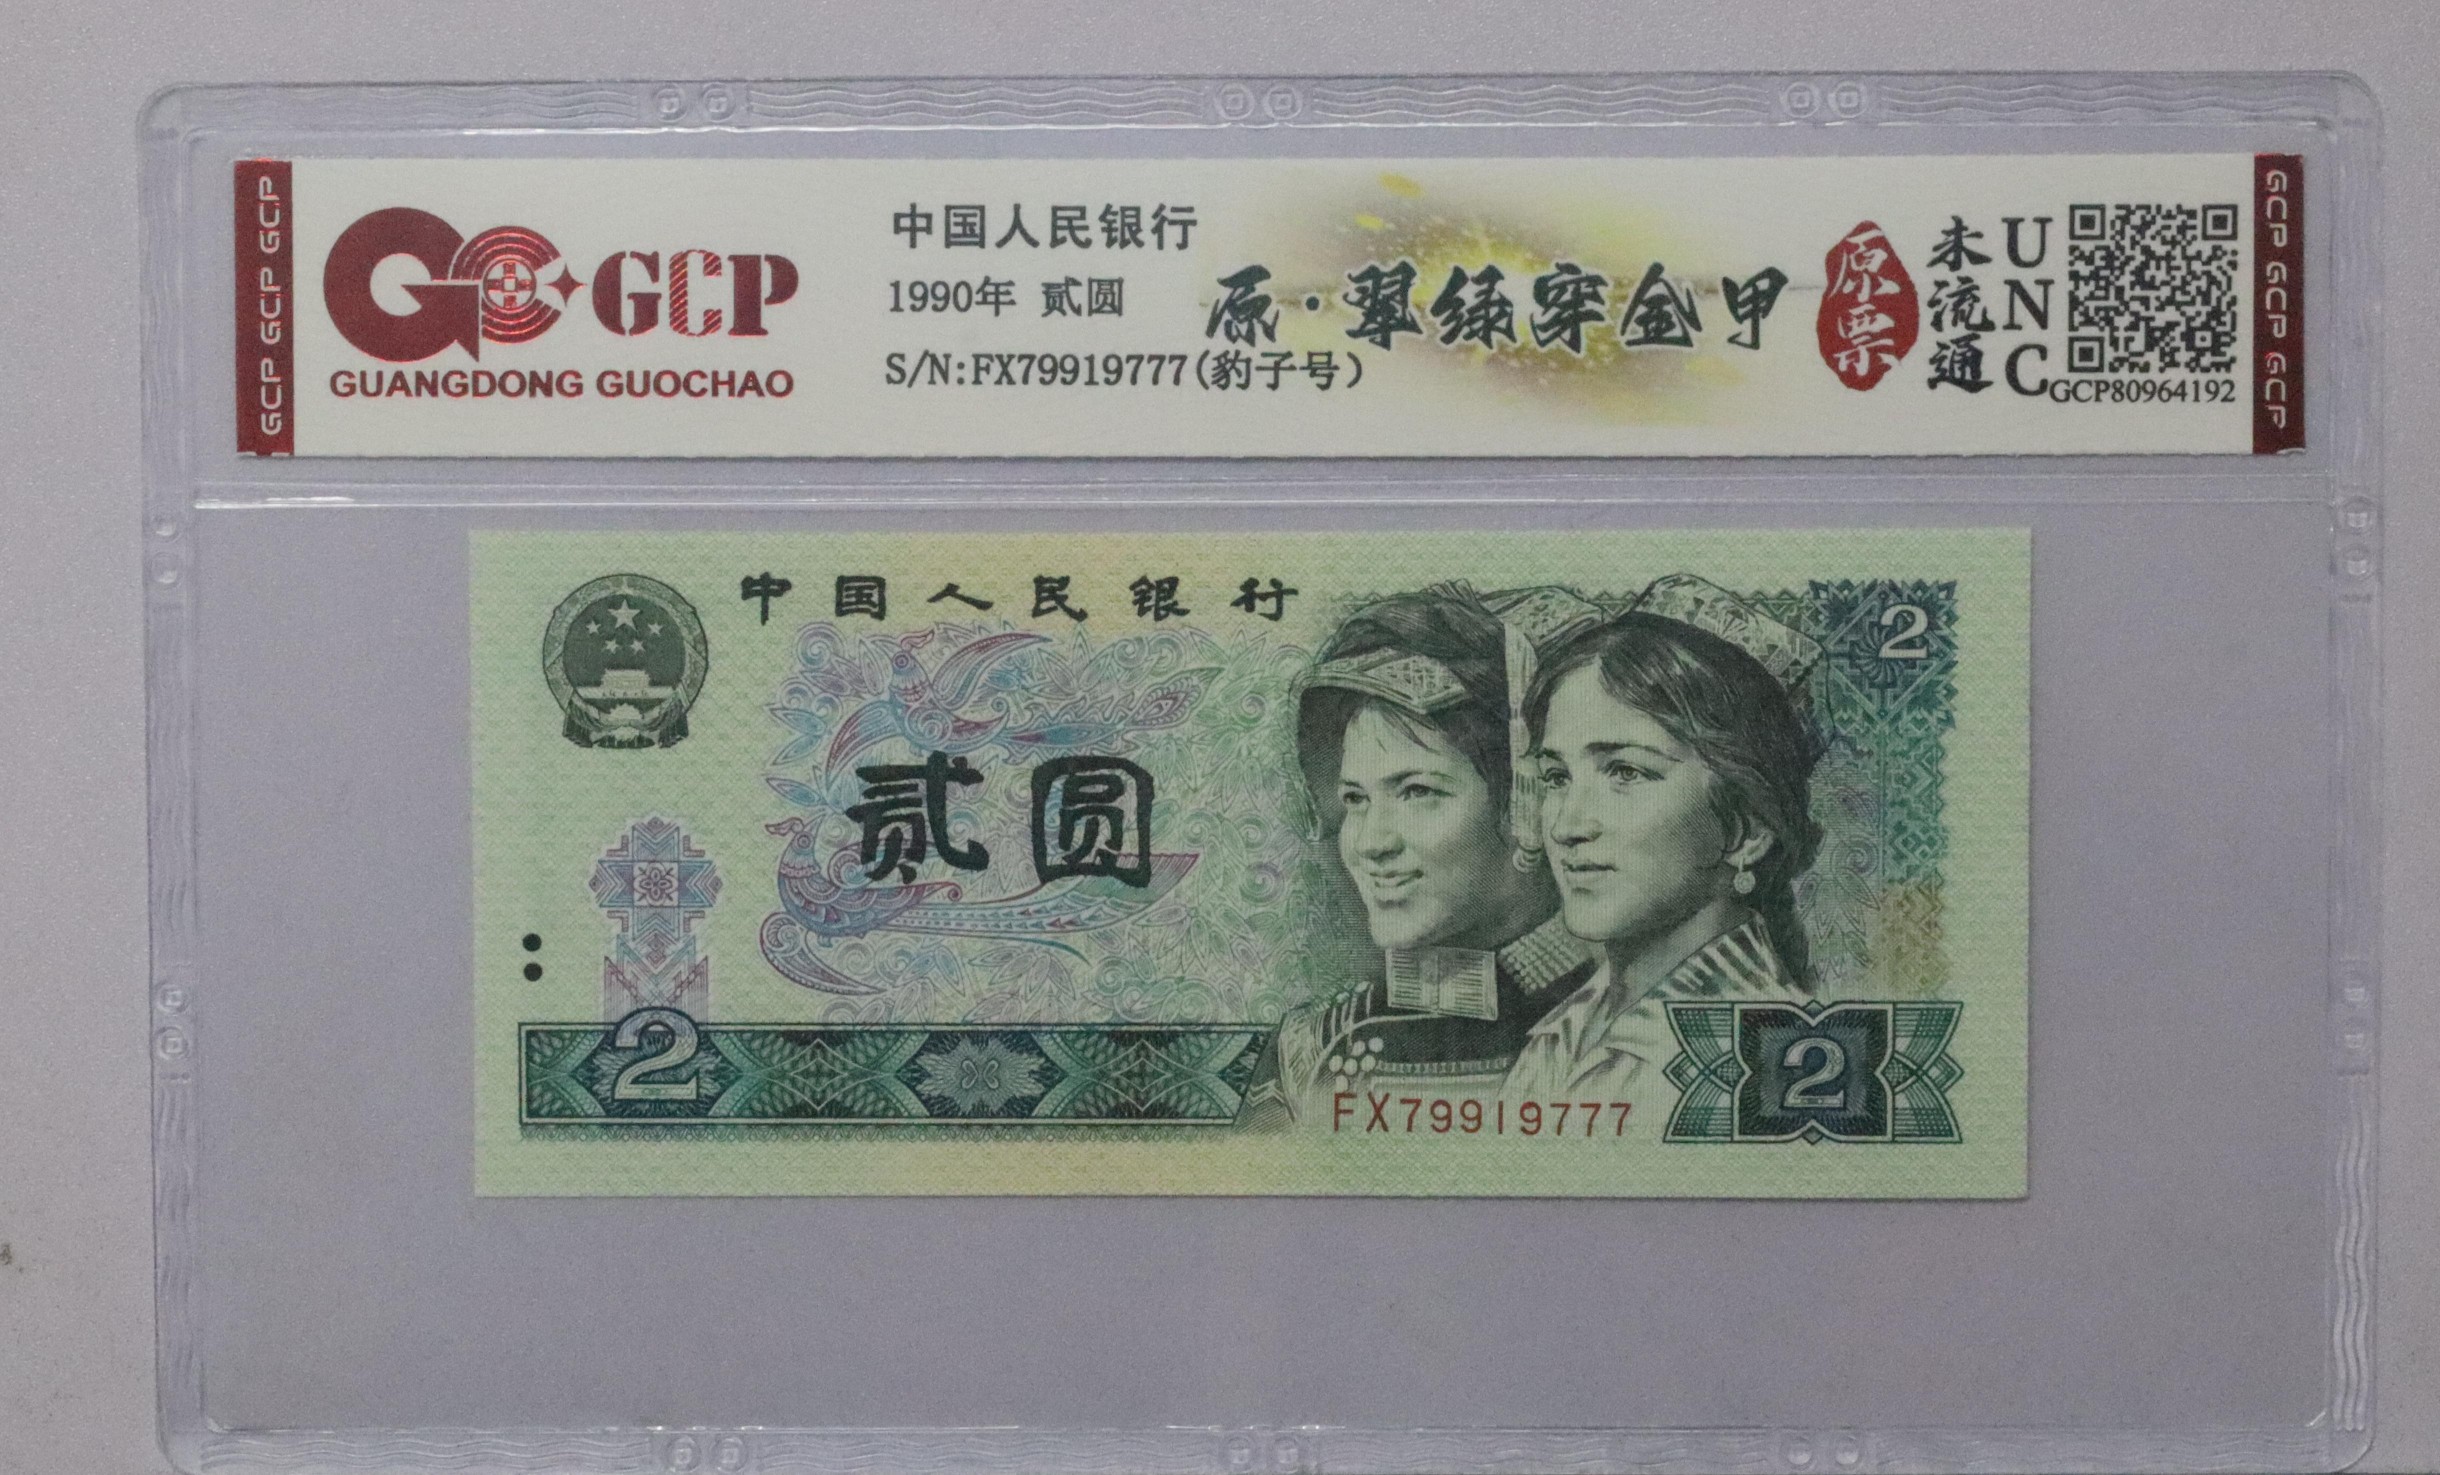 GCP GCP GCP
GCP
GUANGDONG GUOCHAO
中国人民银行
1990年 贰圆
S/N:FX79919777(豹子号)
原·翠绿穿金甲
原票
未流通
UNC
GCP80964192
GCP GCP GCP
中国人民银行
2
贰圆
2
2
FX79919777